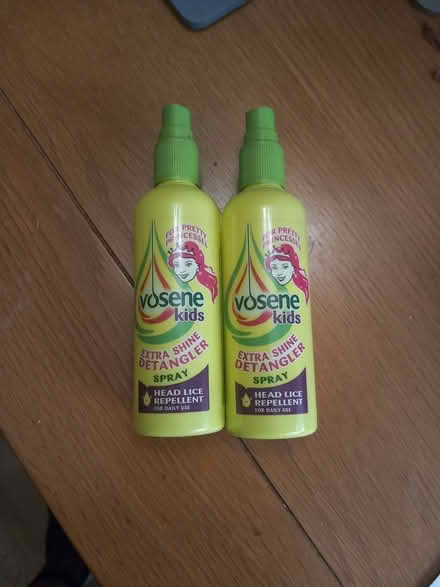 FOR PRETTY
PRINCESSES
vosene
kids
EXTRA SHINE
DETANGLER
SPRAY
HEAD LICE
REPELLENT
FOR DAILY USE
FOR PRETTY
PRINCESSES
vosene
kids
EXTRA SHINE
DETANGLER
SPRAY
HEAD LICE
REPELLENT
FOR DAILY USE